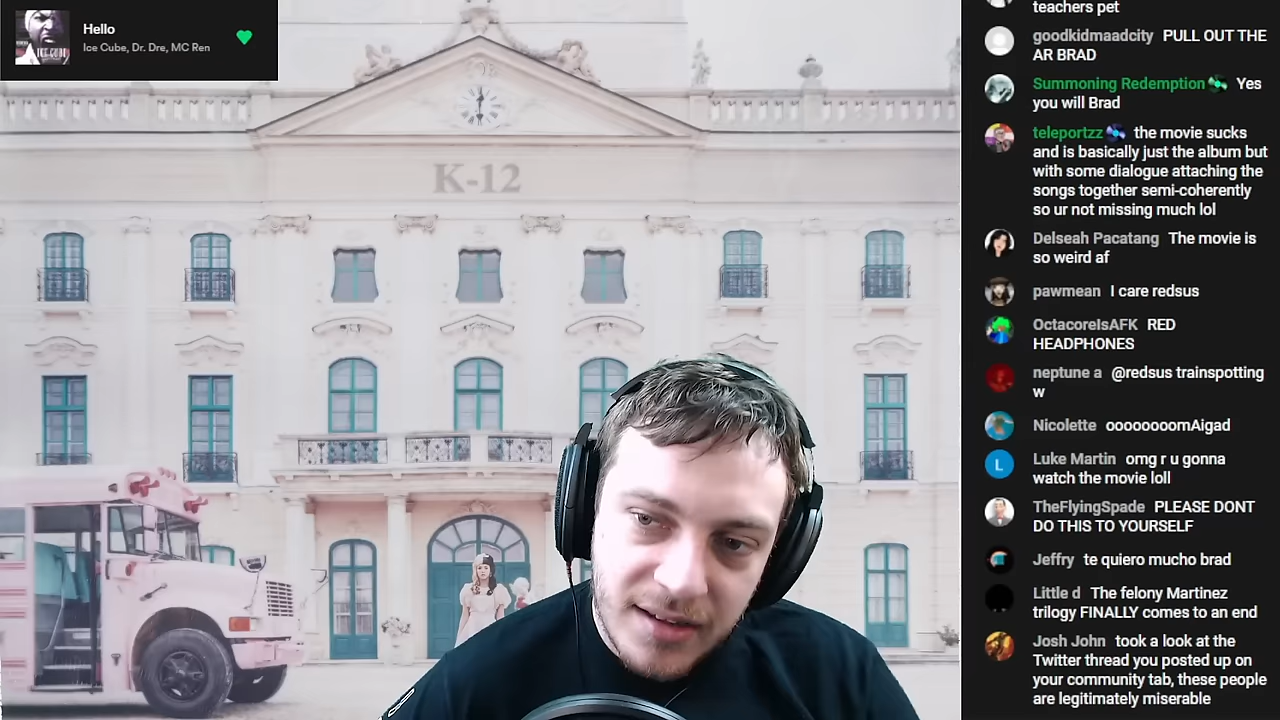 Hello
Ice Cube, Dr. Dre, MC Ren
ICE CUBE
K-12
teachers pet
goodkidmaadcity PULL OUT THE
AR BRAD
Summoning Redemption Yes
you will Brad
teleportzz the movie sucks
and is basically just the album but
with some dialogue attaching the
songs together semi-coherently
so ur not missing much lol
Delseah Pacatang The movie is
so weird af
pawmean I care redsus
OctacoreIsAFK RED
HEADPHONES
neptune a @redsus trainspotting
w
Nicolette oooooooomAigad
L
Luke Martin omg r u gonna
watch the movie loll
TheFlyingSpade PLEASE DONT
DO THIS TO YOURSELF
Jeffry te quiero mucho brad
Little d The felony Martinez
trilogy FINALLY comes to an end
Josh John took a look at the
Twitter thread you posted up on
your community tab, these people
are legitimately miserable